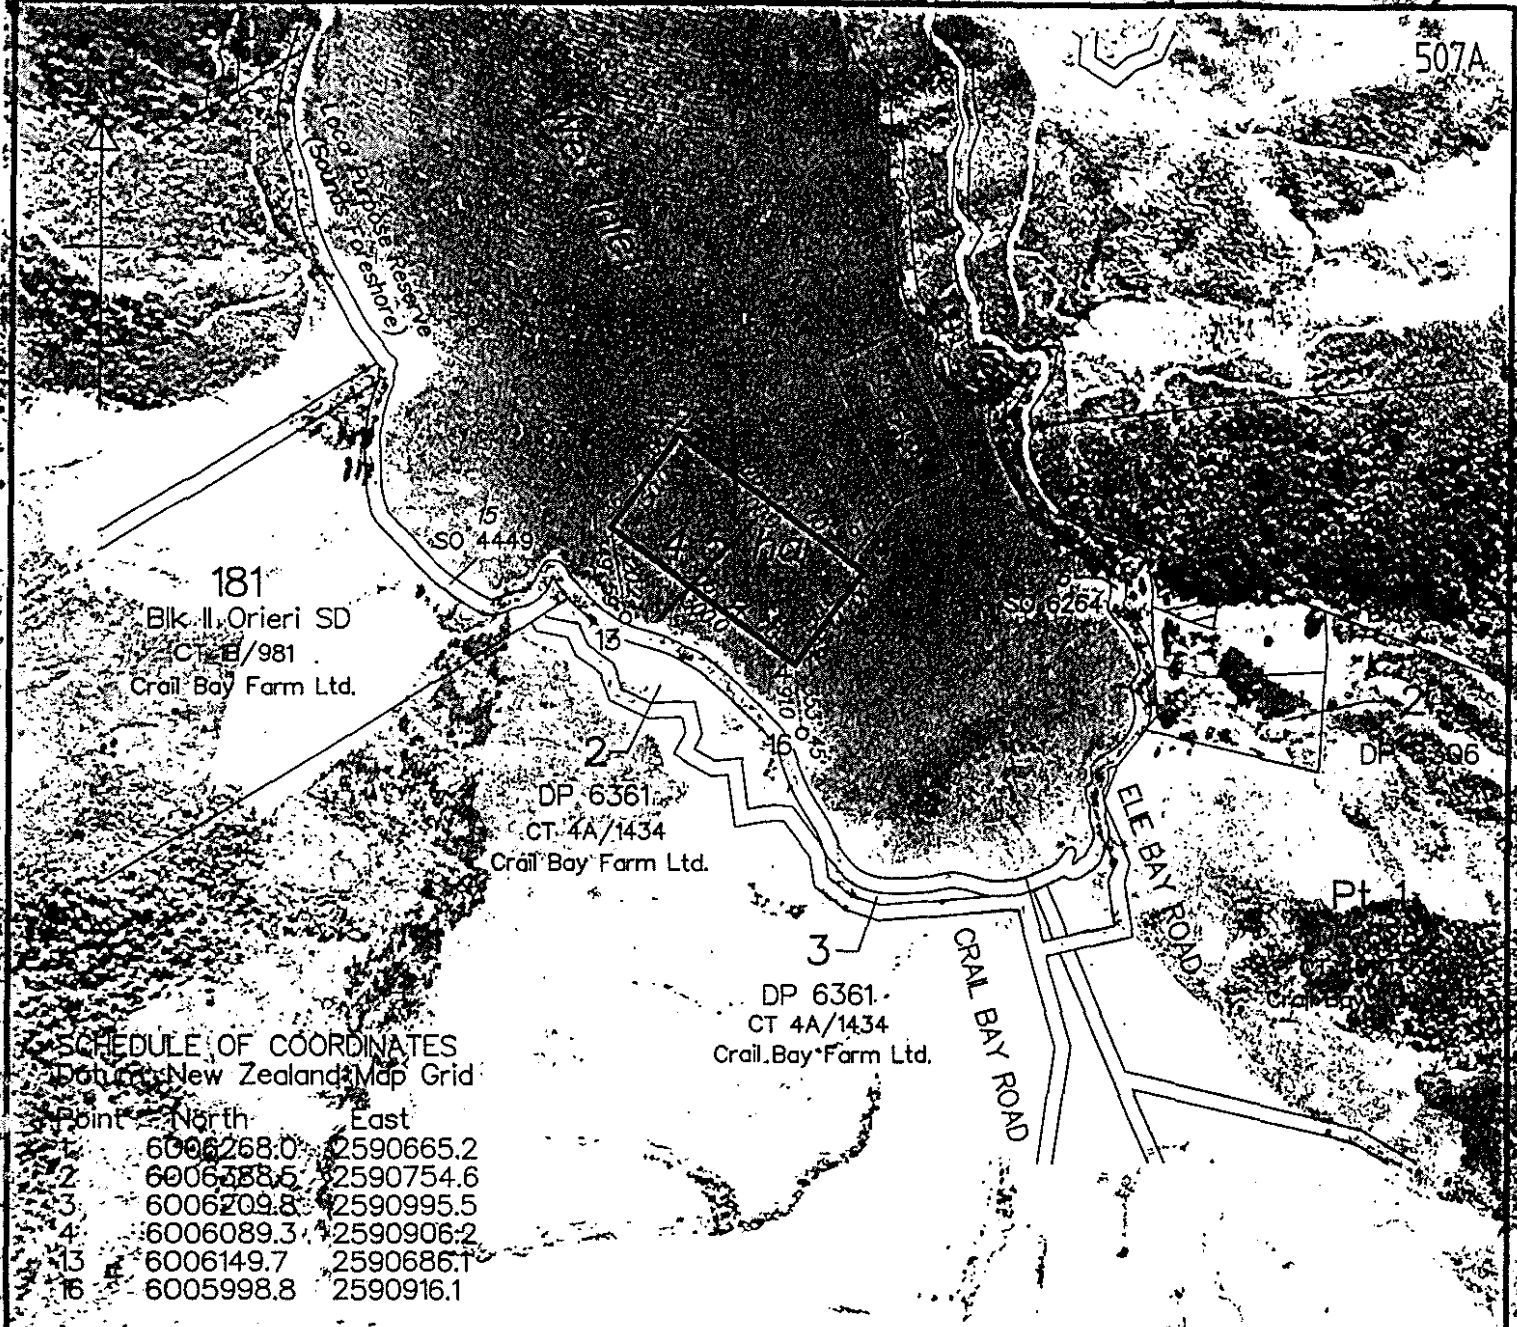 507A
Local Purpose Reserve
(Sounds Foreshore)
West Inlet
15
SO 4449
181
Blk II Orieri SD
Crail Bay Farm Ltd.
SO 6264
13
16
2
DP 6361
CT 4A/1434
Crail Bay Farm Ltd.
2
ELE BAY ROAD
Pt 1
3
DP 6361
CT 4A/1434
Crail Bay Farm Ltd.
CRAIL BAY ROAD
SCHEDULE OF COORDINATES
Datum: New Zealand Map Grid
Point North East
1 6006268.0 2590665.2
2 6006388.5 2590754.6
3 6006209.8 2590995.5
4 6006089.3 2590906.2
13 6006149.7 2590686.1
16 6005998.8 2590916.1